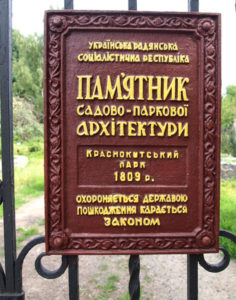 УКРАЇНСЬКА РАДЯНСЬКА
СОЦІАЛІСТИЧНА РЕСПУБЛІКА
ПАМ'ЯТНИК
САДОВО-ПАРКОВОЇ
АРХІТЕКТУРИ
КРАСНОКУТСЬКИЙ
ПАРК
1809 р.
ОХОРОНЯЄТЬСЯ ДЕРЖАВОЮ
ПОШКОДЖЕННЯ КАРАЄТЬСЯ
ЗАКОНОМ